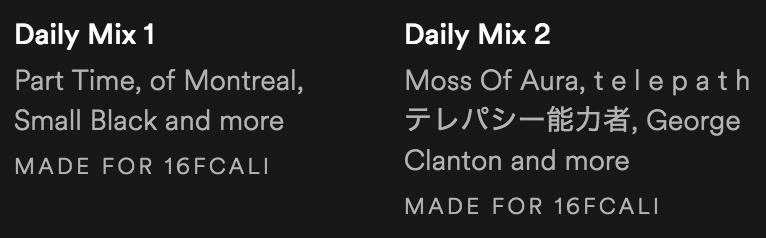 Daily Mix 1
Part Time, of Montreal,
Small Black and more
MADE FOR 16FCALI
Daily Mix 2
Moss Of Aura, t e l e p a t h
テレパシー能力者, George
Clanton and more
MADE FOR 16FCALI